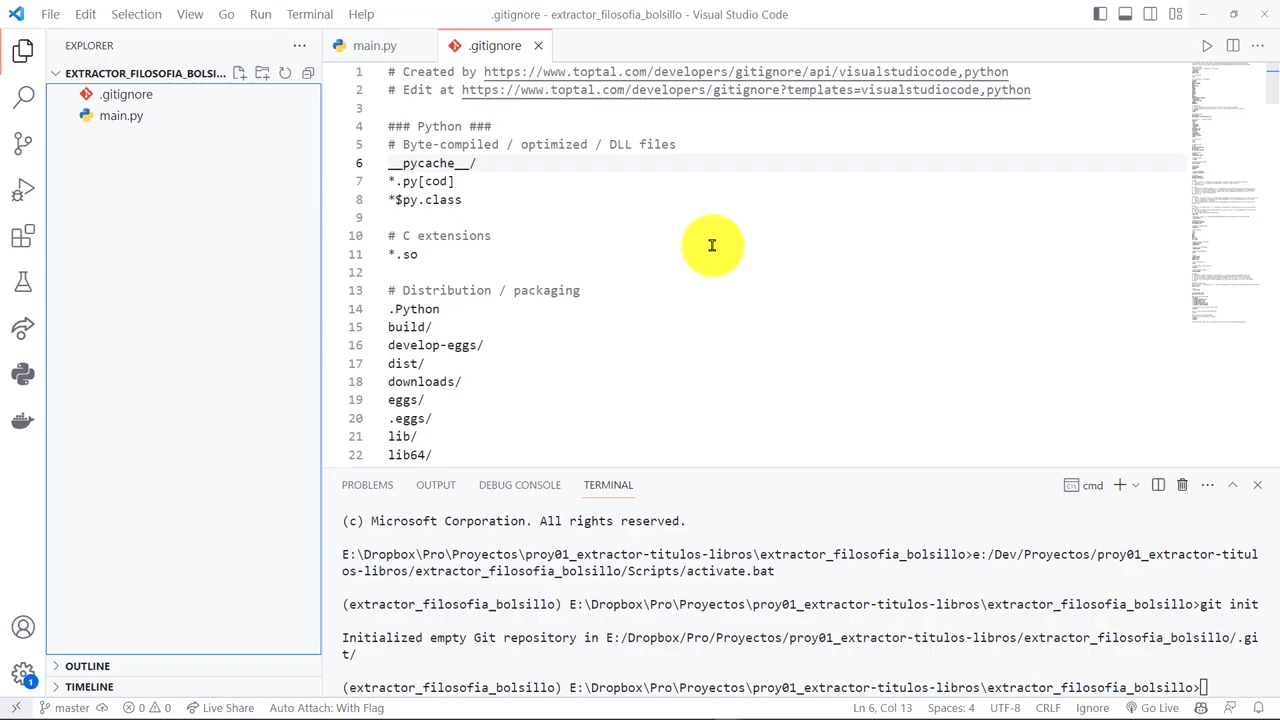 File Edit Selection View Go Run Terminal Help
.gitignore - extractor_filosofia_bolsillo - Visual Studio Code
EXPLORER
EXTRACTOR_FILOSOFIA_BOLSI...
.gitignore
main.py
OUTLINE
TIMELINE
main.py .gitignore
1 # Created by https://www.toptal.com/developers/gitignore/api/visualstudiocode,python
2 # Edit at https://www.toptal.com/developers/gitignore?templates=visualstudiocode,python
3
4 ### Python ###
5 # Byte-compiled / optimized / DLL files
6 __pycache__/
7 *.py[cod]
8 *$py.class
9
10 # C extensions
11 *.so
12
13 # Distribution / packaging
14 .Python
15 build/
16 develop-eggs/
17 dist/
18 downloads/
19 eggs/
20 .eggs/
21 lib/
22 lib64/
PROBLEMS OUTPUT DEBUG CONSOLE TERMINAL
cmd
(c) Microsoft Corporation. All rights reserved.
E:\Dropbox\Pro\Proyectos\proy01_extractor-titulos-libros\extractor_filosofia_bolsillo>e:/Dev/Proyectos/proy01_extractor-titul
os-libros/extractor_filosofia_bolsillo/Scripts/activate.bat
(extractor_filosofia_bolsillo) E:\Dropbox\Pro\Proyectos\proy01_extractor-titulos-libros\extractor_filosofia_bolsillo>git init
Initialized empty Git repository in E:/Dropbox/Pro/Proyectos/proy01_extractor-titulos-libros/extractor_filosofia_bolsillo/.gi
t/
(extractor_filosofia_bolsillo) E:\Dropbox\Pro\Proyectos\proy01_extractor-titulos-libros\extractor_filosofia_bolsillo>
1
master 0 0 Live Share Auto Attach: With Flag Ln 6, Col 13 Spaces: 4 UTF-8 CRLF Ignore Go Live